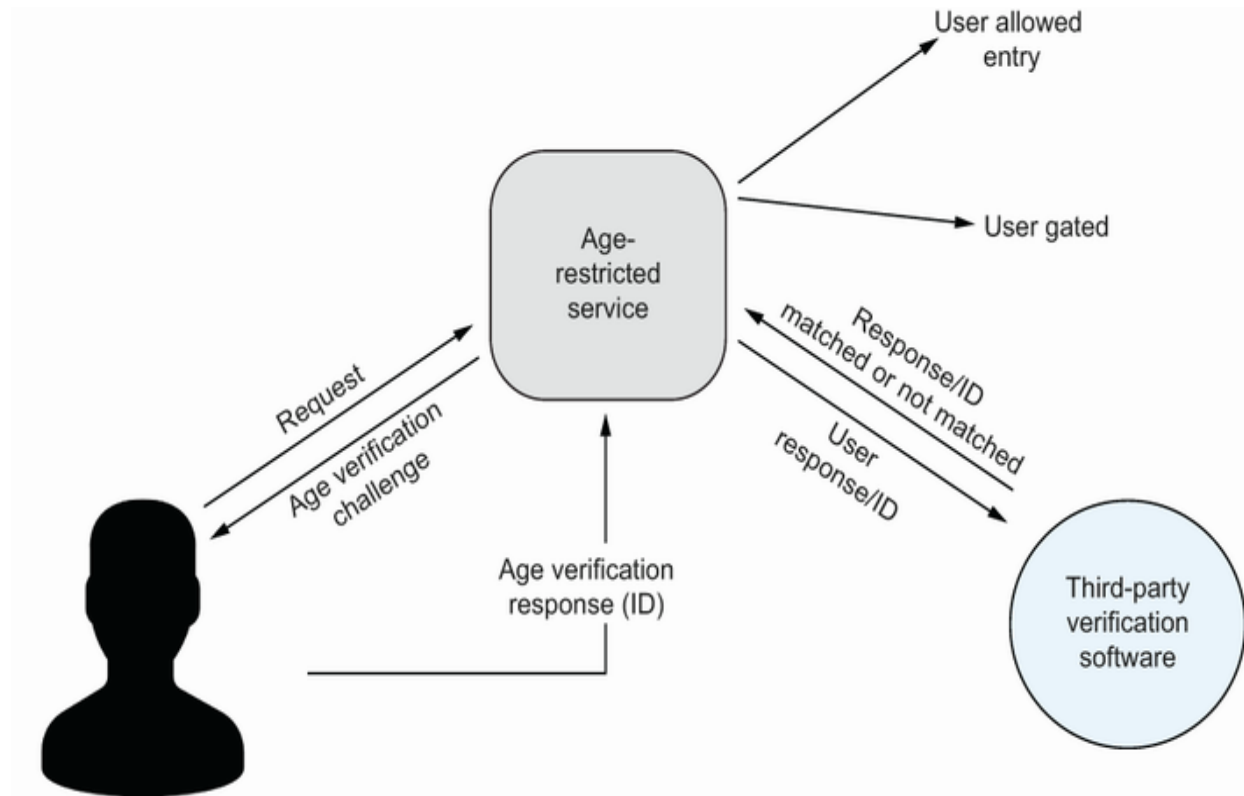 User allowed
entry
Age-
restricted
service
User gated
Request
Age verification
challenge
Response/ID
matched or not matched
User
response/ID
Age verification
response (ID)
Third-party
verification
software